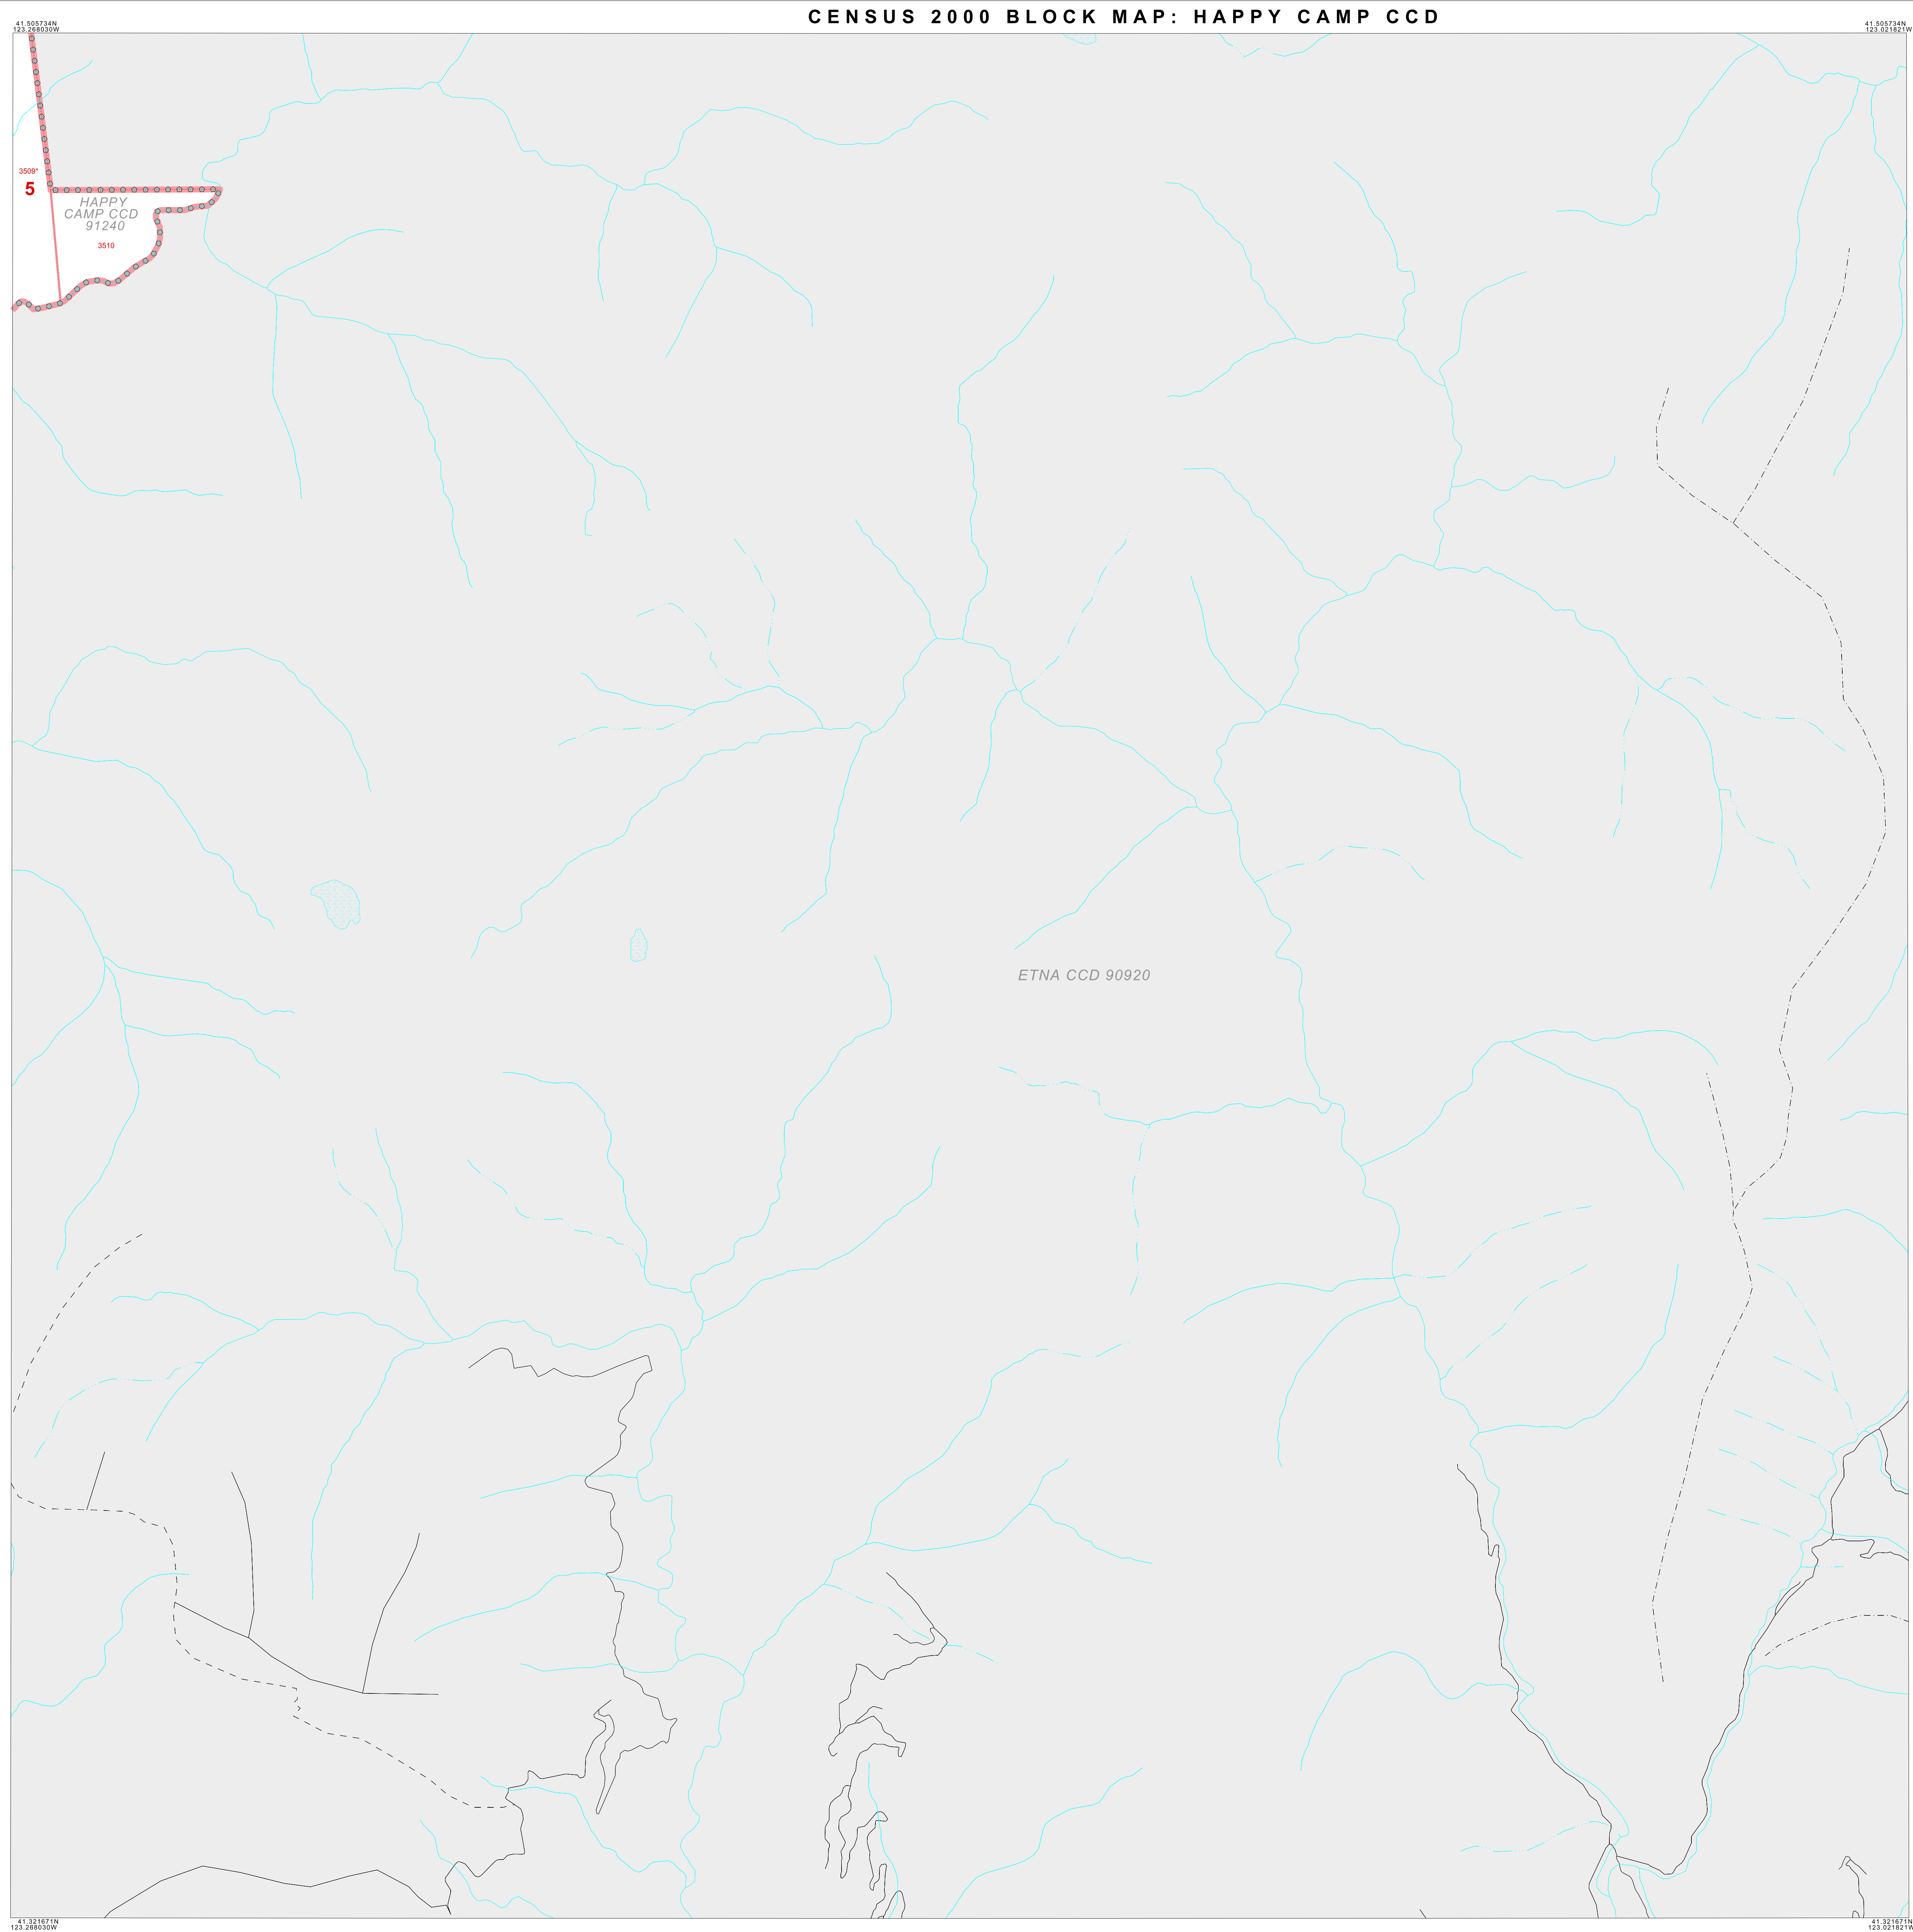 CENSUS 2000 BLOCK MAP: HAPPY CAMP CCD
41.505734N
123.268030W
41.505734N
123.021821W
3509*
5
HAPPY
CAMP CCD
91240
3510
ETNA CCD 90920
41.321671N
123.268030W
41.321671N
123.021821W